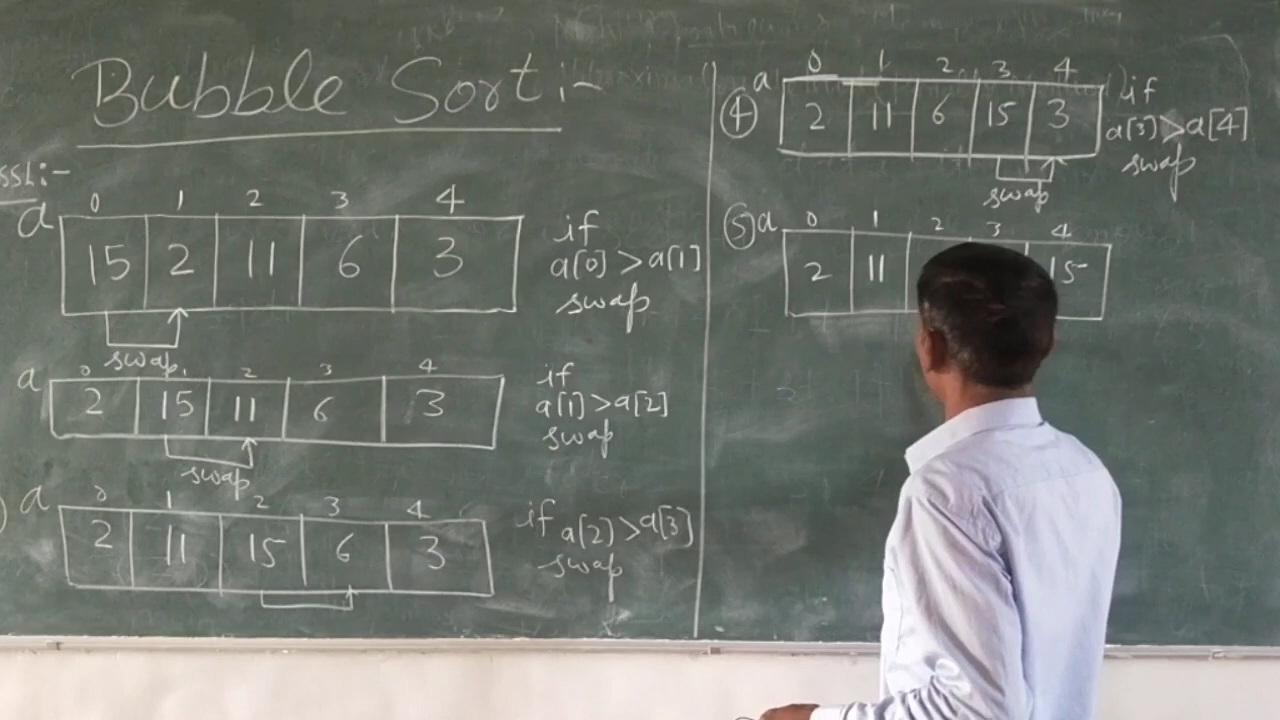 Bubble Sort :-
a
0 1 2 3 4
15 2 11 6 3
if
a[0] > a[1]
swap
swap
a
0 1 2 3 4
2 15 11 6 3
if
a[1] > a[2]
swap
swap
a
0 1 2 3 4
2 11 15 6 3
if a[2] > a[3]
swap
④ a
0 1 2 3 4
2 11 6 15 3
if
a[3] > a[4]
swap
swap
⑤ a
0 1 2 3 4
2 11 15